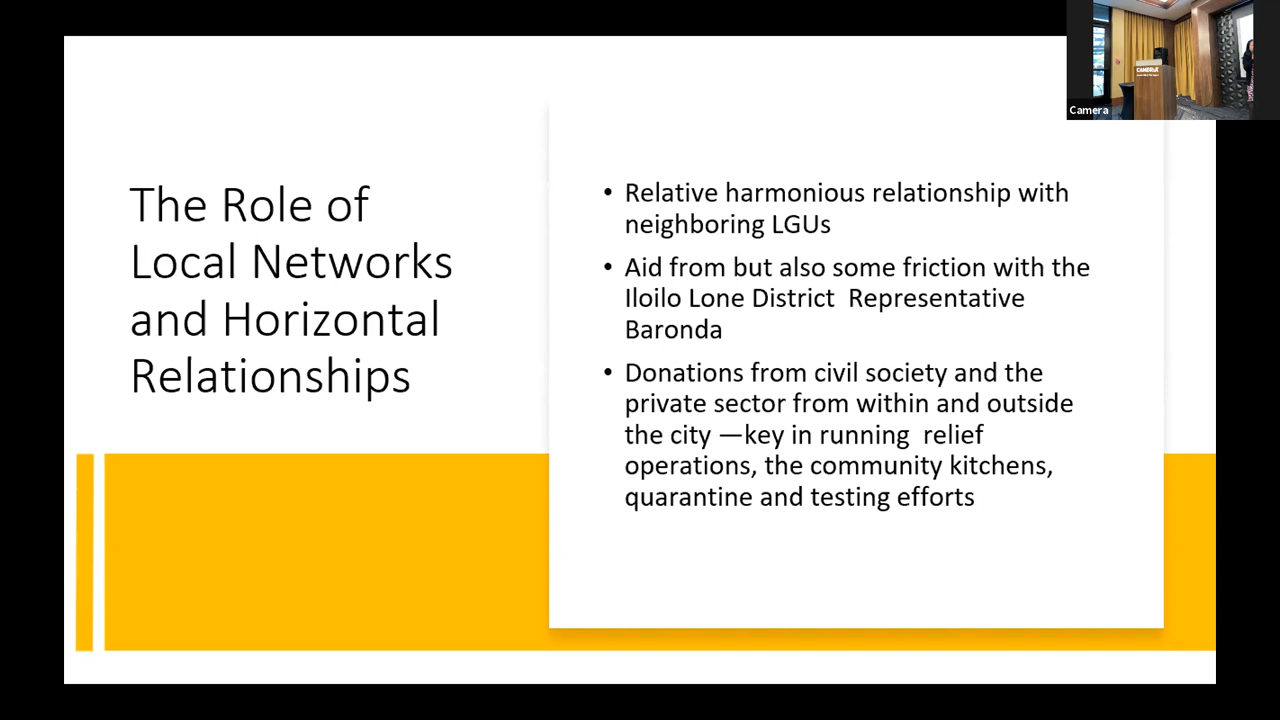 The Role of
Local Networks
and Horizontal
Relationships
• Relative harmonious relationship with
neighboring LGUs
• Aid from but also some friction with the
Iloilo Lone District  Representative
Baronda
• Donations from civil society and the
private sector from within and outside
the city —key in running  relief
operations, the community kitchens,
quarantine and testing efforts
CAMBRIA
Camera